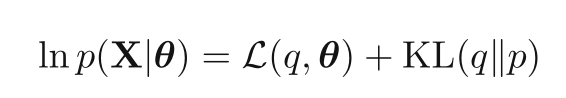 ln p(𝐗|𝜽) = ℒ(q, 𝜽) + KL(q‖p)